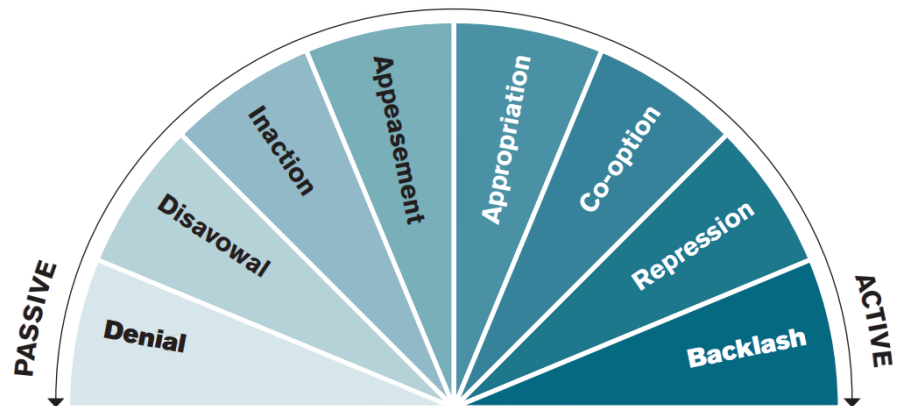 PASSIVE
Denial
Disavowal
Inaction
Appeasement
Appropriation
Co-option
Repression
Backlash
ACTIVE